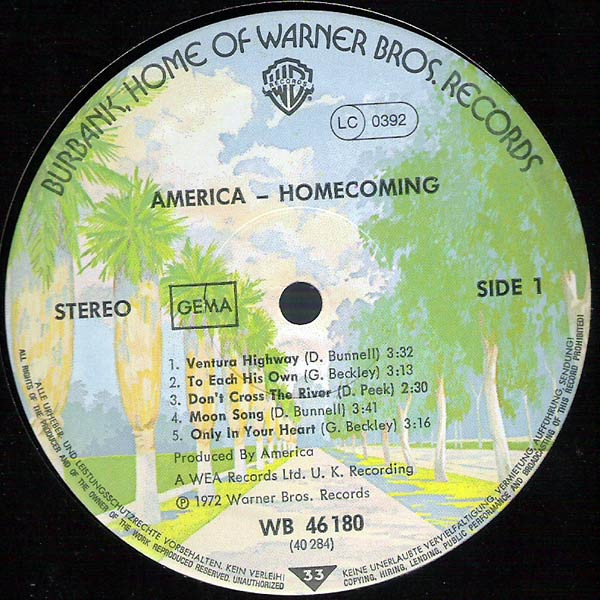 BURBANK, HOME OF WARNER BROS. RECORDS
WB
RECORDS
LC 0392
AMERICA – HOMECOMING
STEREO
GEMA
SIDE 1
1. Ventura Highway (D. Bunnell) 3:32
2. To Each His Own (G. Beckley) 3:13
3. Don't Cross The River (D. Peek) 2:30
4. Moon Song (D. Bunnell) 3:41
5. Only In Your Heart (G. Beckley) 3:16
Produced By America
A WEA Records Ltd. U. K. Recording
Ⓟ 1972 Warner Bros. Records
WB 46 180
(40 284)
33
ALLE URHEBER- UND LEISTUNGSSCHUTZRECHTE VORBEHALTEN. KEIN VERLEIH!
KEINE UNERLAUBTE VERVIELFÄLTIGUNG, VERMIETUNG, AUFFÜHRUNG, SENDUNG!
ALL RIGHTS OF THE PRODUCER AND OF THE OWNER OF THE WORK REPRODUCED RESERVED. UNAUTHORIZED
COPYING, HIRING, LENDING, PUBLIC PERFORMANCE AND BROADCASTING OF THIS RECORD PROHIBITED!